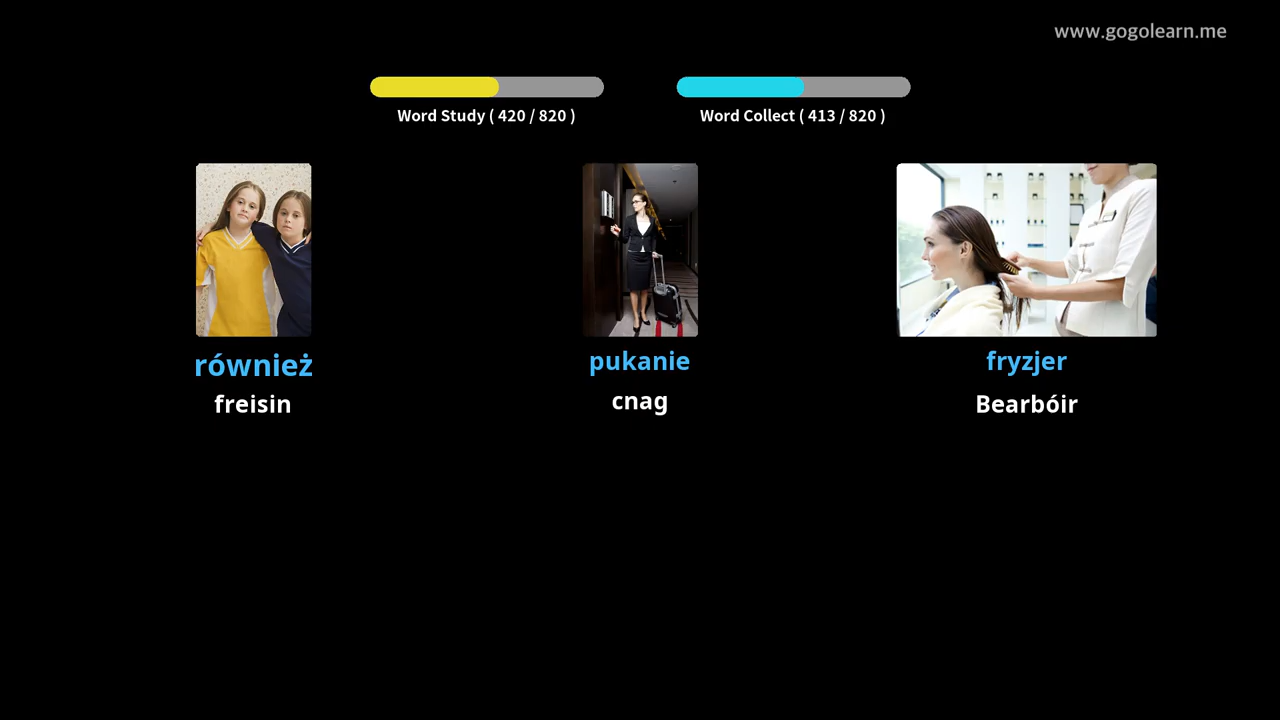 www.gogolearn.me
Word Study ( 420 / 820 )
Word Collect ( 413 / 820 )
również
freisin
pukanie
cnag
fryzjer
Bearbóir